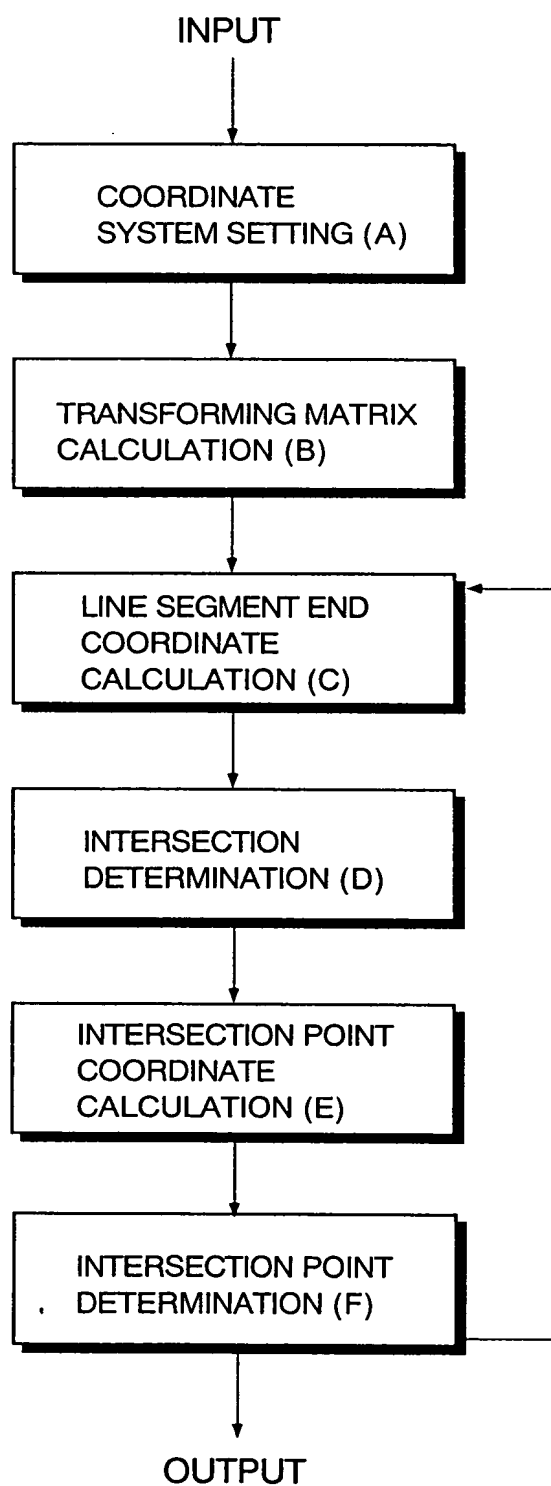 INPUT
COORDINATE
SYSTEM SETTING (A)
TRANSFORMING MATRIX
CALCULATION (B)
LINE SEGMENT END
COORDINATE
CALCULATION (C)
INTERSECTION
DETERMINATION (D)
INTERSECTION POINT
COORDINATE
CALCULATION (E)
INTERSECTION POINT
DETERMINATION (F)
OUTPUT